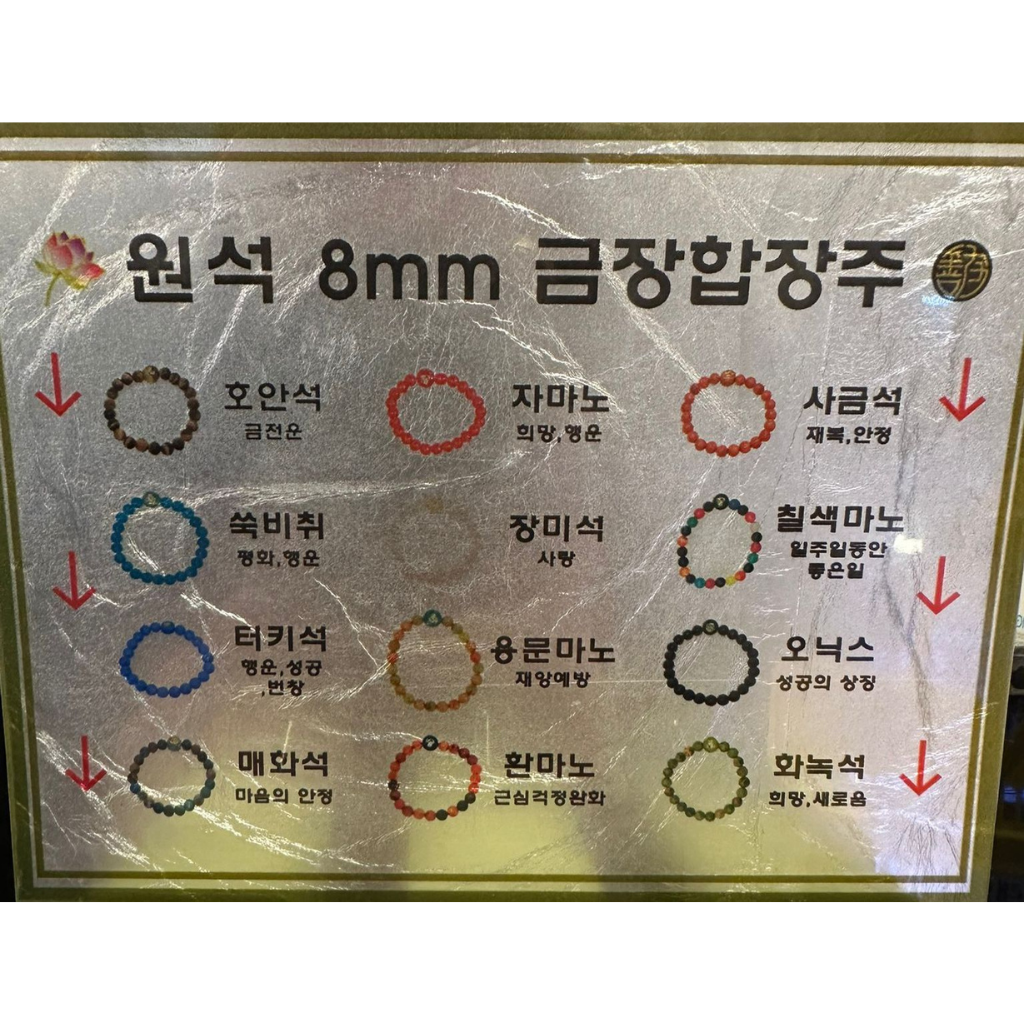 원석 8mm 금장합장주
호안석
금전운
자마노
희망,행운
사금석
재복,안정
쑥비취
평화,행운
장미석
사랑
칠색마노
일주일동안
좋은일
터키석
행운,성공
,번창
용문마노
재앙예방
오닉스
성공의 상징
매화석
마음의 안정
환마노
근심걱정완화
화녹석
희망,새로움